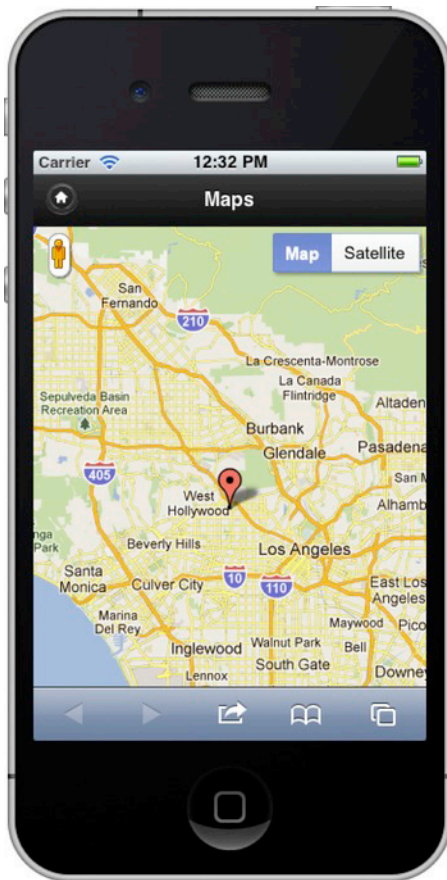 Carrier 12:32 PM
Maps
Map Satellite
San
Fernando
210
La Crescenta-Montrose
La Canada
Flintridge
Sepulveda Basin
Recreation Area
Altaden
Burbank
Glendale
Pasadena
405
San M
West
Hollywood
Alhamb
nga
Park
Beverly Hills
Los Angeles
Santa
Monica
Culver City
10
110
East Los
Angeles
Marina
Del Rey
Maywood
Pico
Inglewood
Walnut Park
Bell
South Gate
Lennox
Downey